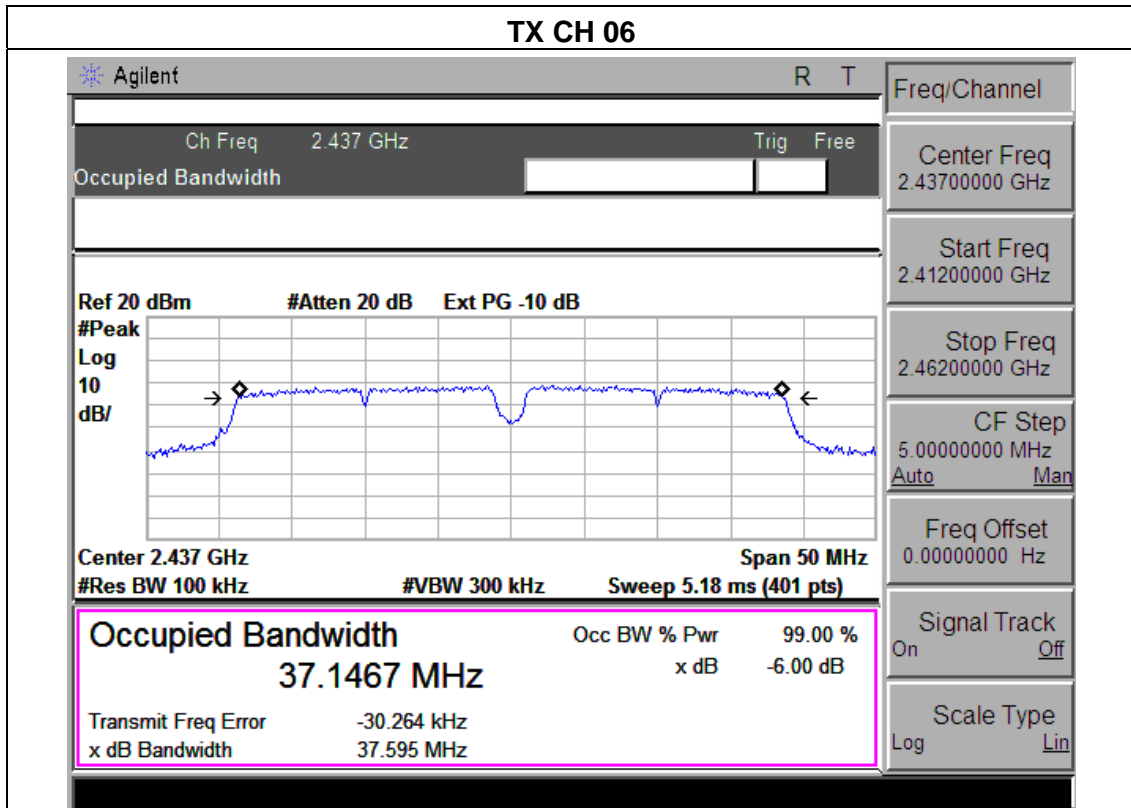 TX CH 06
Agilent R T
Freq/Channel
Ch Freq 2.437 GHz Trig Free
Occupied Bandwidth
Center Freq
2.43700000 GHz
Start Freq
2.41200000 GHz
Ref 20 dBm #Atten 20 dB Ext PG -10 dB
#Peak
Log
10
dB/
Stop Freq
2.46200000 GHz
CF Step
5.00000000 MHz
Auto Man
Center 2.437 GHz Span 50 MHz
#Res BW 100 kHz #VBW 300 kHz Sweep 5.18 ms (401 pts)
Freq Offset
0.00000000 Hz
Occupied Bandwidth Occ BW % Pwr 99.00 %
37.1467 MHz x dB -6.00 dB
Transmit Freq Error -30.264 kHz
x dB Bandwidth 37.595 MHz
Signal Track
On Off
Scale Type
Log Lin